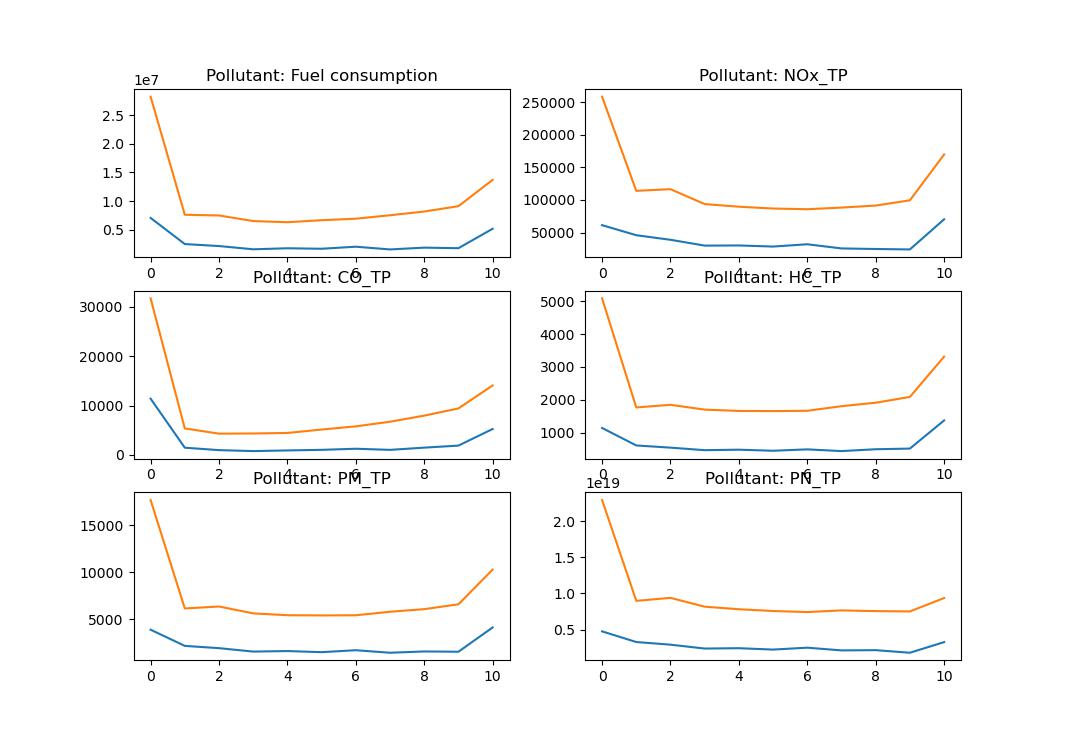 1e7
Pollutant: Fuel consumption
2.5
2.0
1.5
1.0
0.5
0 2 4 6 8 10
Pollutant: NOx_TP
250000
200000
150000
100000
50000
0 2 4 6 8 10
Pollutant: CO_TP
30000
20000
10000
0
0 2 4 6 8 10
Pollutant: HC_TP
5000
4000
3000
2000
1000
0 2 4 6 8 10
Pollutant: PM_TP
15000
10000
5000
0 2 4 6 8 10
1e19
Pollutant: PN_TP
2.0
1.5
1.0
0.5
0 2 4 6 8 10